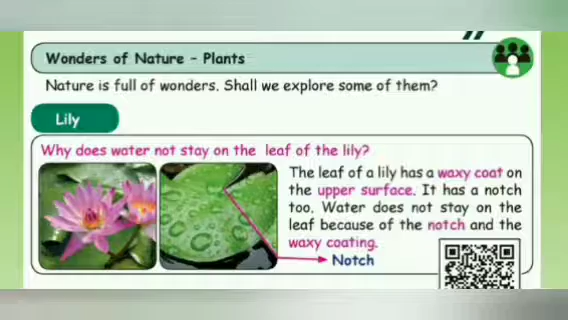 Wonders of Nature – Plants
Nature is full of wonders. Shall we explore some of them?
Lily
Why does water not stay on the leaf of the lily?
The leaf of a lily has a waxy coat on
the upper surface. It has a notch
too. Water does not stay on the
leaf because of the notch and the
waxy coating.
Notch